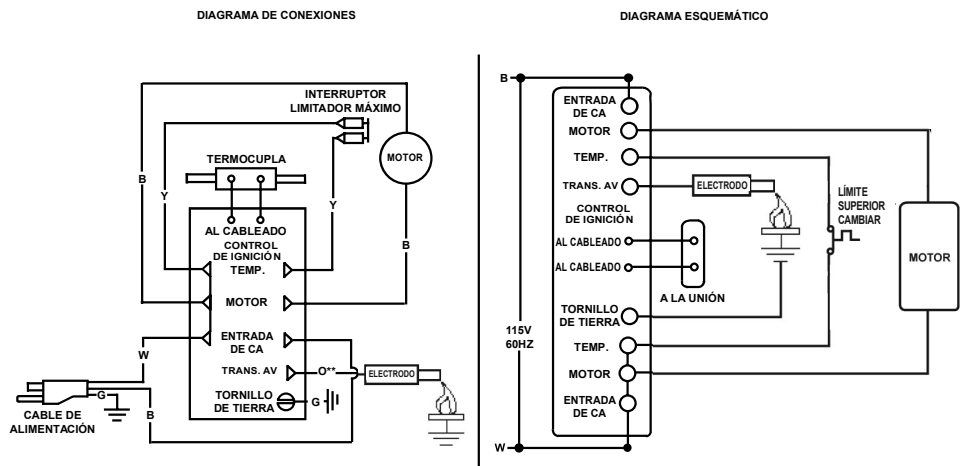 DIAGRAMA DE CONEXIONES
INTERRUPTOR
LIMITADOR MÁXIMO
TERMOCUPLA
MOTOR
B
Y
Y
B
AL CABLEADO
CONTROL
DE IGNICIÓN
TEMP.
MOTOR
ENTRADA
DE CA
W
TRANS. AV
O**
ELECTRODO
TORNILLO
DE TIERRA
G
G
B
CABLE DE
ALIMENTACIÓN
DIAGRAMA ESQUEMÁTICO
B
ENTRADA
DE CA
MOTOR
TEMP.
TRANS. AV
ELECTRODO
CONTROL
DE IGNICIÓN
LÍMITE
SUPERIOR
CAMBIAR
AL CABLEADO
AL CABLEADO
A LA UNIÓN
MOTOR
TORNILLO
DE TIERRA
115V
60HZ
TEMP.
MOTOR
ENTRADA
DE CA
W